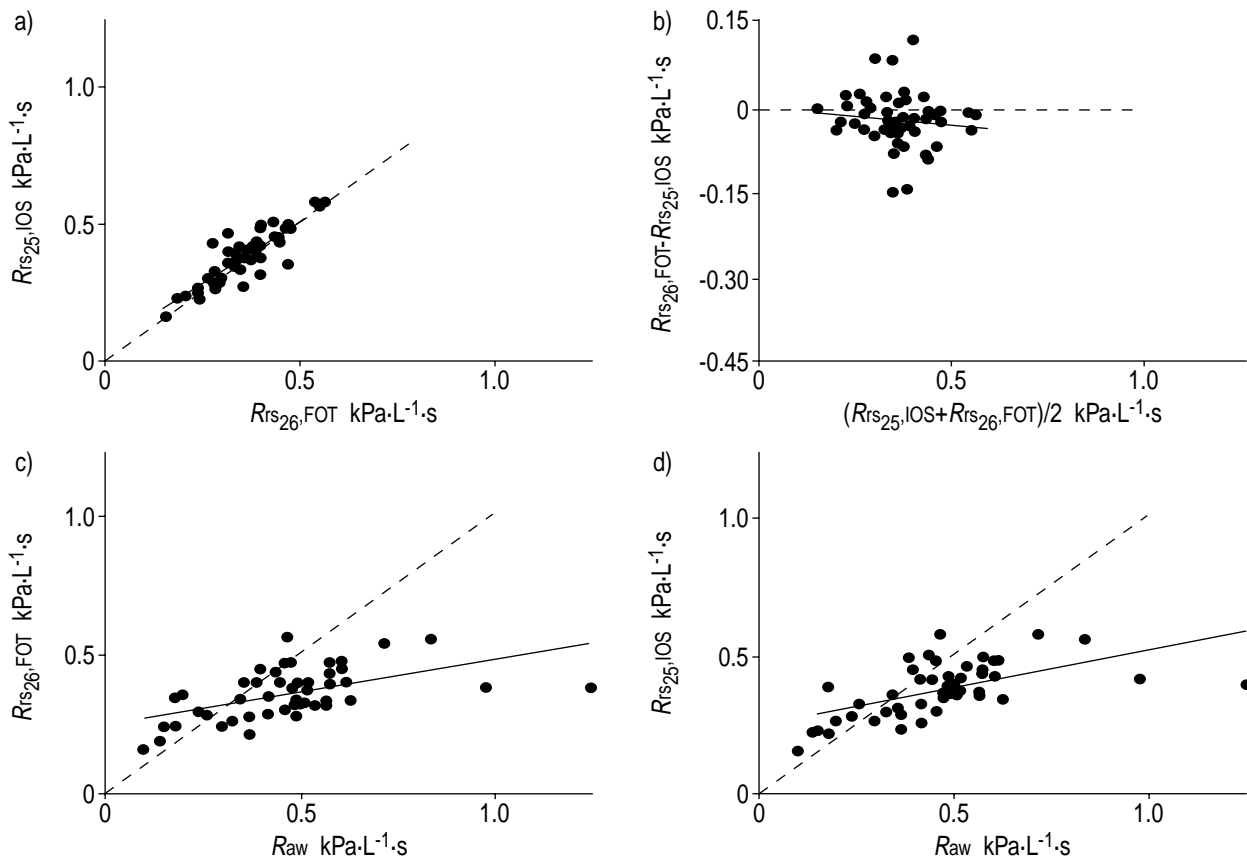 a)
1.0
0.5
0
0.5
1.0
Rrs25,IOS kPa·L-1·s
Rrs26,FOT kPa·L-1·s
b)
0.15
0
-0.15
-0.30
-0.45
0
0.5
1.0
Rrs26,FOT-Rrs25,IOS kPa·L-1·s
(Rrs25,IOS+Rrs26,FOT)/2 kPa·L-1·s
c)
1.0
0.5
0
0
0.5
1.0
Rrs26,FOT kPa·L-1·s
Raw kPa·L-1·s
d)
1.0
0.5
0
0
0.5
1.0
Rrs25,IOS kPa·L-1·s
Raw kPa·L-1·s